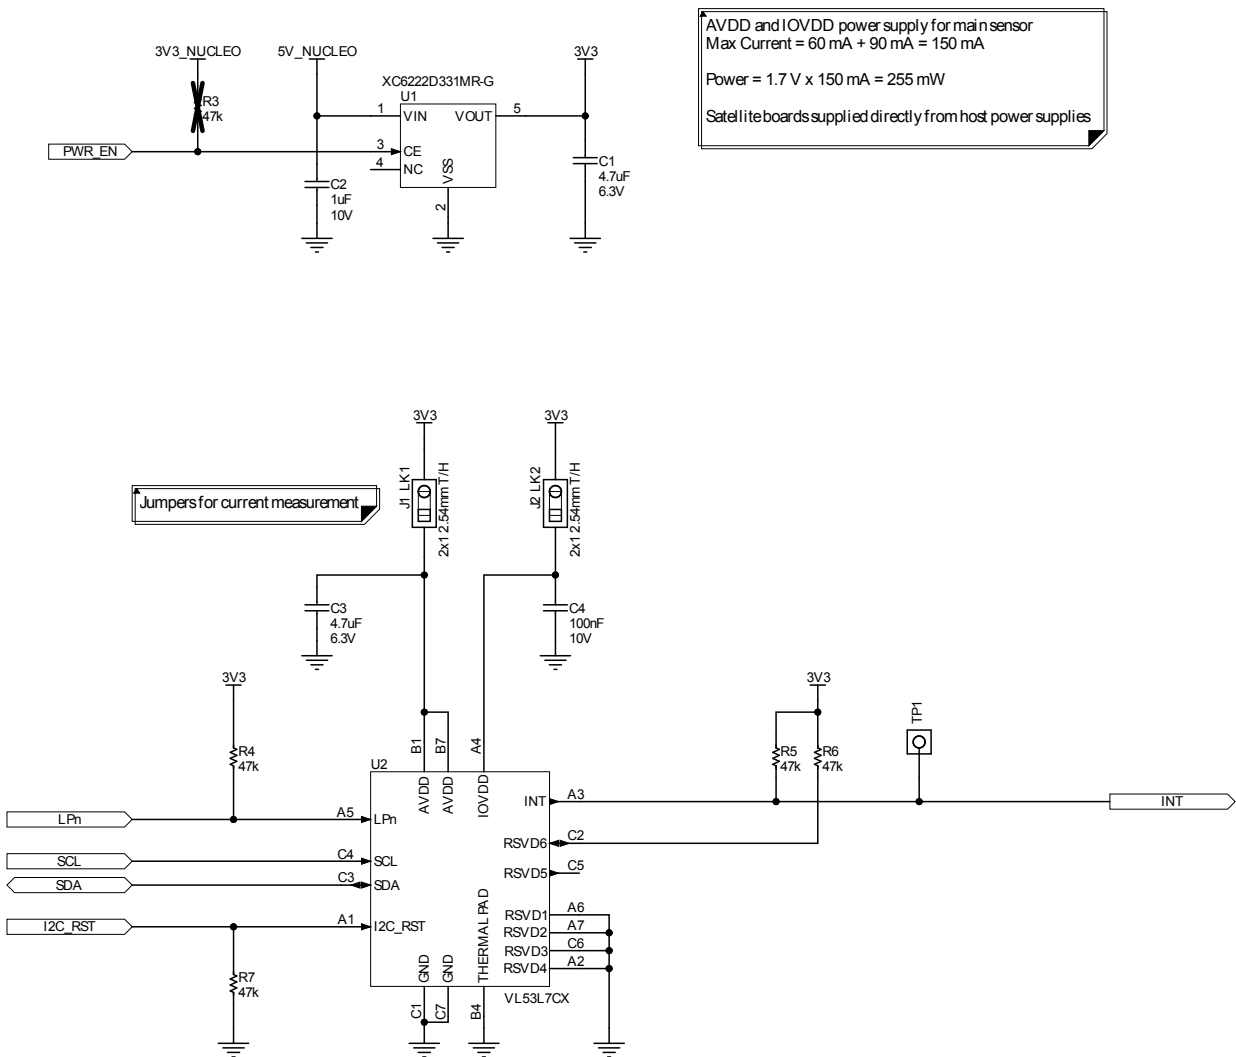 AVDD and IOVDD power supply for main sensor
Max Current = 60 mA + 90 mA = 150 mA
Power = 1.7 V x 150 mA = 255 mW
Satellite boards supplied directly from host power supplies
3V3_NUCLEO
5V_NUCLEO
3V3
XC6222D331MR-G
U1
R3
47k
1
VIN
VOUT
5
PWR_EN
3
CE
4
NC
VSS
2
C2
1uF
10V
C1
4.7uF
6.3V
3V3
3V3
Jumpers for current measurement
J1 LK1
2x1 2.54mm T/H
J2 LK2
2x1 2.54mm T/H
C3
4.7uF
6.3V
C4
100nF
10V
3V3
3V3
TP1
R4
47k
B1
B7
A4
R5
47k
R6
47k
U2
AVDD
AVDD
IOVDD
INT
A3
INT
LPn
A5
LPn
RSVD6
C2
SCL
C4
SCL
RSVD5
C5
SDA
C3
SDA
RSVD1
A6
I2C_RST
A1
I2C_RST
RSVD2
A7
RSVD3
C6
RSVD4
A2
GND
GND
THERMAL PAD
R7
47k
C1
C7
B4
VL53L7CX